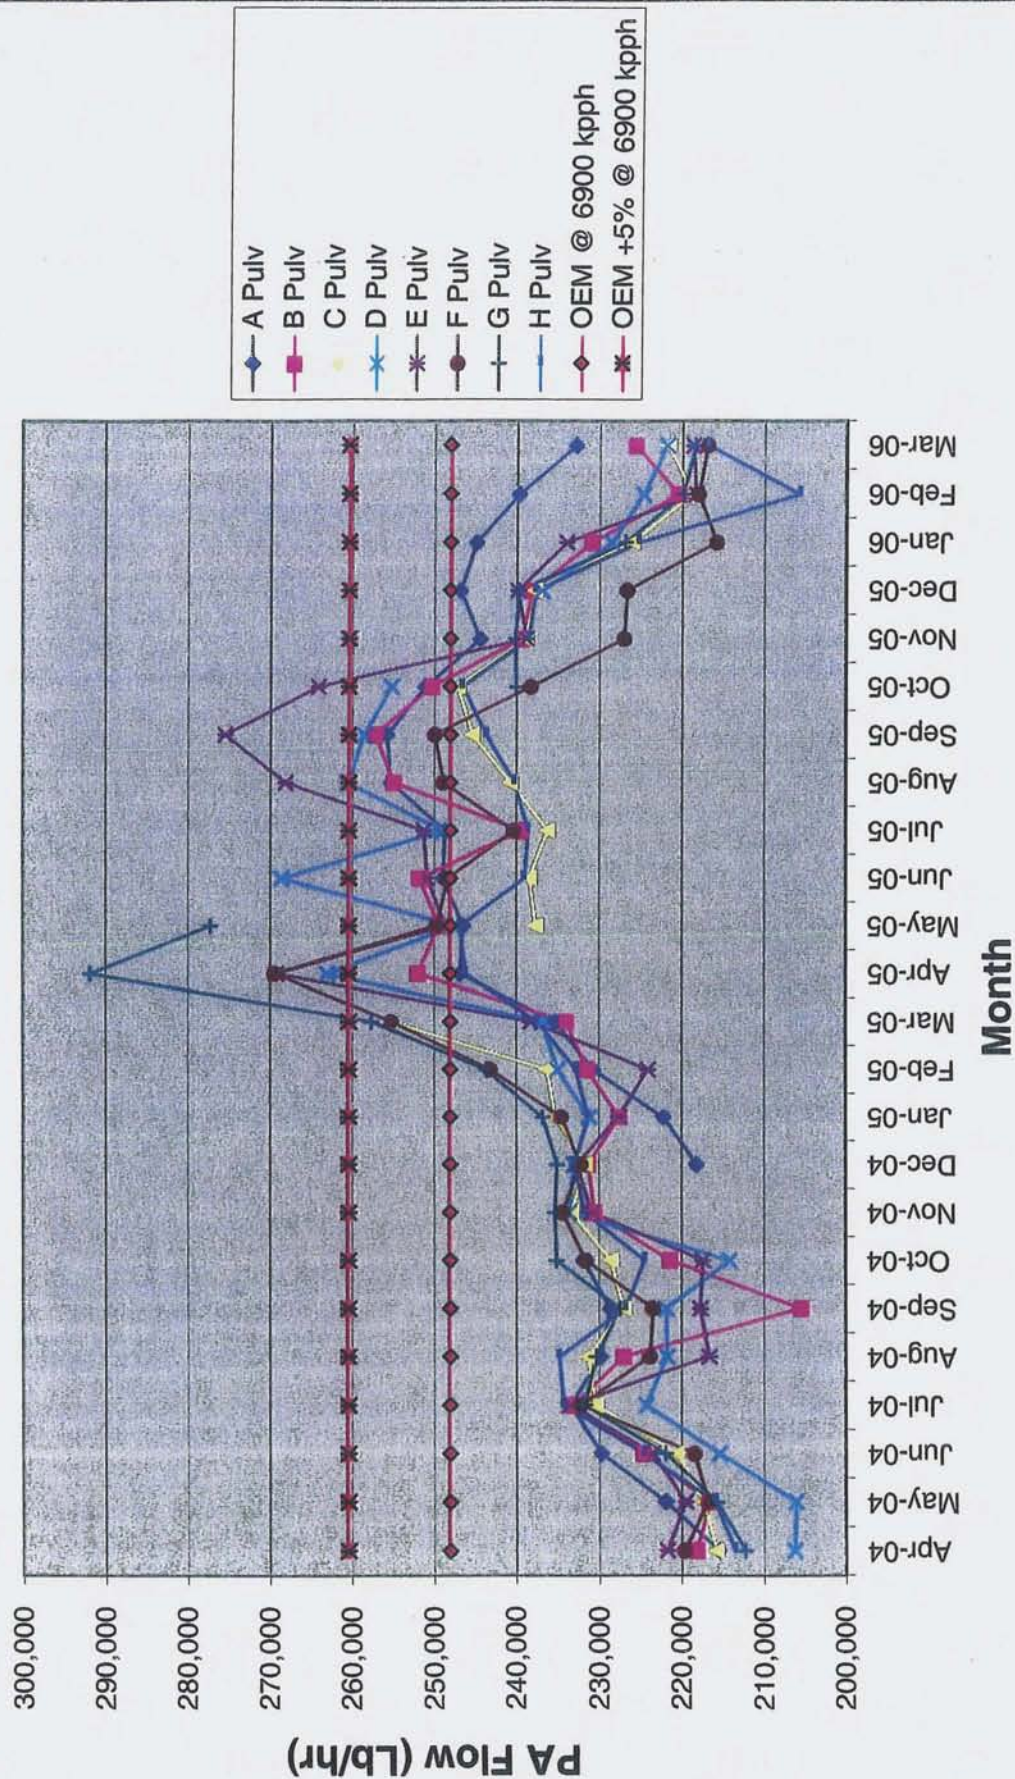 300,000
290,000
280,000
270,000
260,000
250,000
240,000
230,000
220,000
210,000
200,000
PA Flow (Lb/hr)
Apr-04
May-04
Jun-04
Jul-04
Aug-04
Sep-04
Oct-04
Nov-04
Dec-04
Jan-05
Feb-05
Mar-05
Apr-05
May-05
Jun-05
Jul-05
Aug-05
Sep-05
Oct-05
Nov-05
Dec-05
Jan-06
Feb-06
Mar-06
Month
A Pulv
B Pulv
C Pulv
D Pulv
E Pulv
F Pulv
G Pulv
H Pulv
OEM @ 6900 kpph
OEM +5% @ 6900 kpph